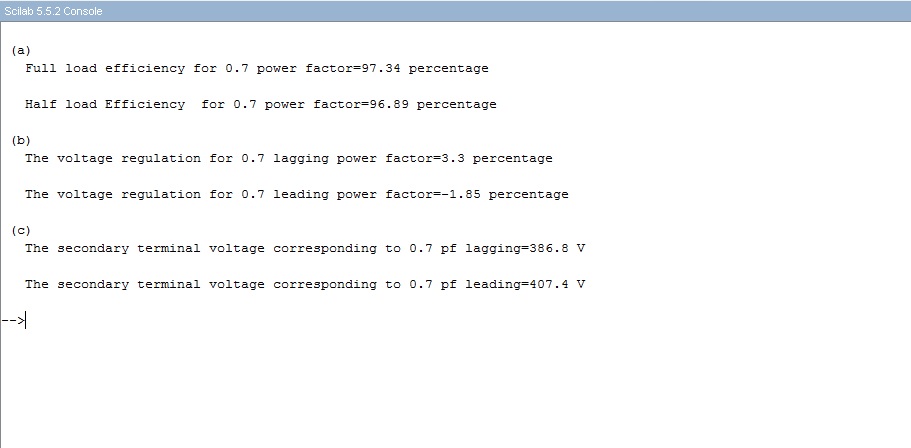 Scilab 5.5.2 Console
(a)
Full load efficiency for 0.7 power factor=97.34 percentage
Half load Efficiency  for 0.7 power factor=96.89 percentage
(b)
The voltage regulation for 0.7 lagging power factor=3.3 percentage
The voltage regulation for 0.7 leading power factor=-1.85 percentage
(c)
The secondary terminal voltage corresponding to 0.7 pf lagging=386.8 V
The secondary terminal voltage corresponding to 0.7 pf leading=407.4 V
-->